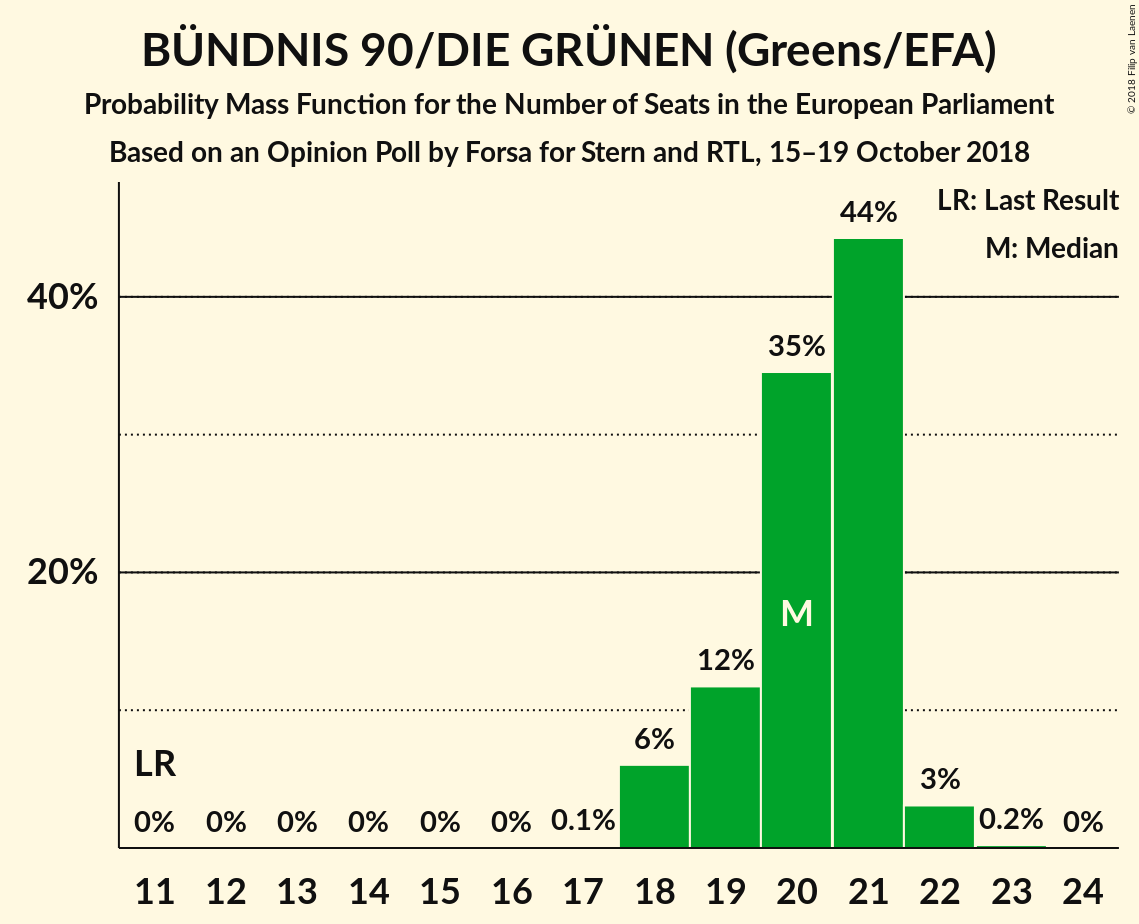 BÜNDNIS 90/DIE GRÜNEN (Greens/EFA)
Probability Mass Function for the Number of Seats in the European Parliament
Based on an Opinion Poll by Forsa for Stern and RTL, 15–19 October 2018
© 2018 Filip van Laenen
LR: Last Result
M: Median
44%
40%
35%
20%
M
12%
6%
LR
3%
0% 0% 0% 0% 0% 0% 0.1% 0.2% 0%
11 12 13 14 15 16 17 18 19 20 21 22 23 24